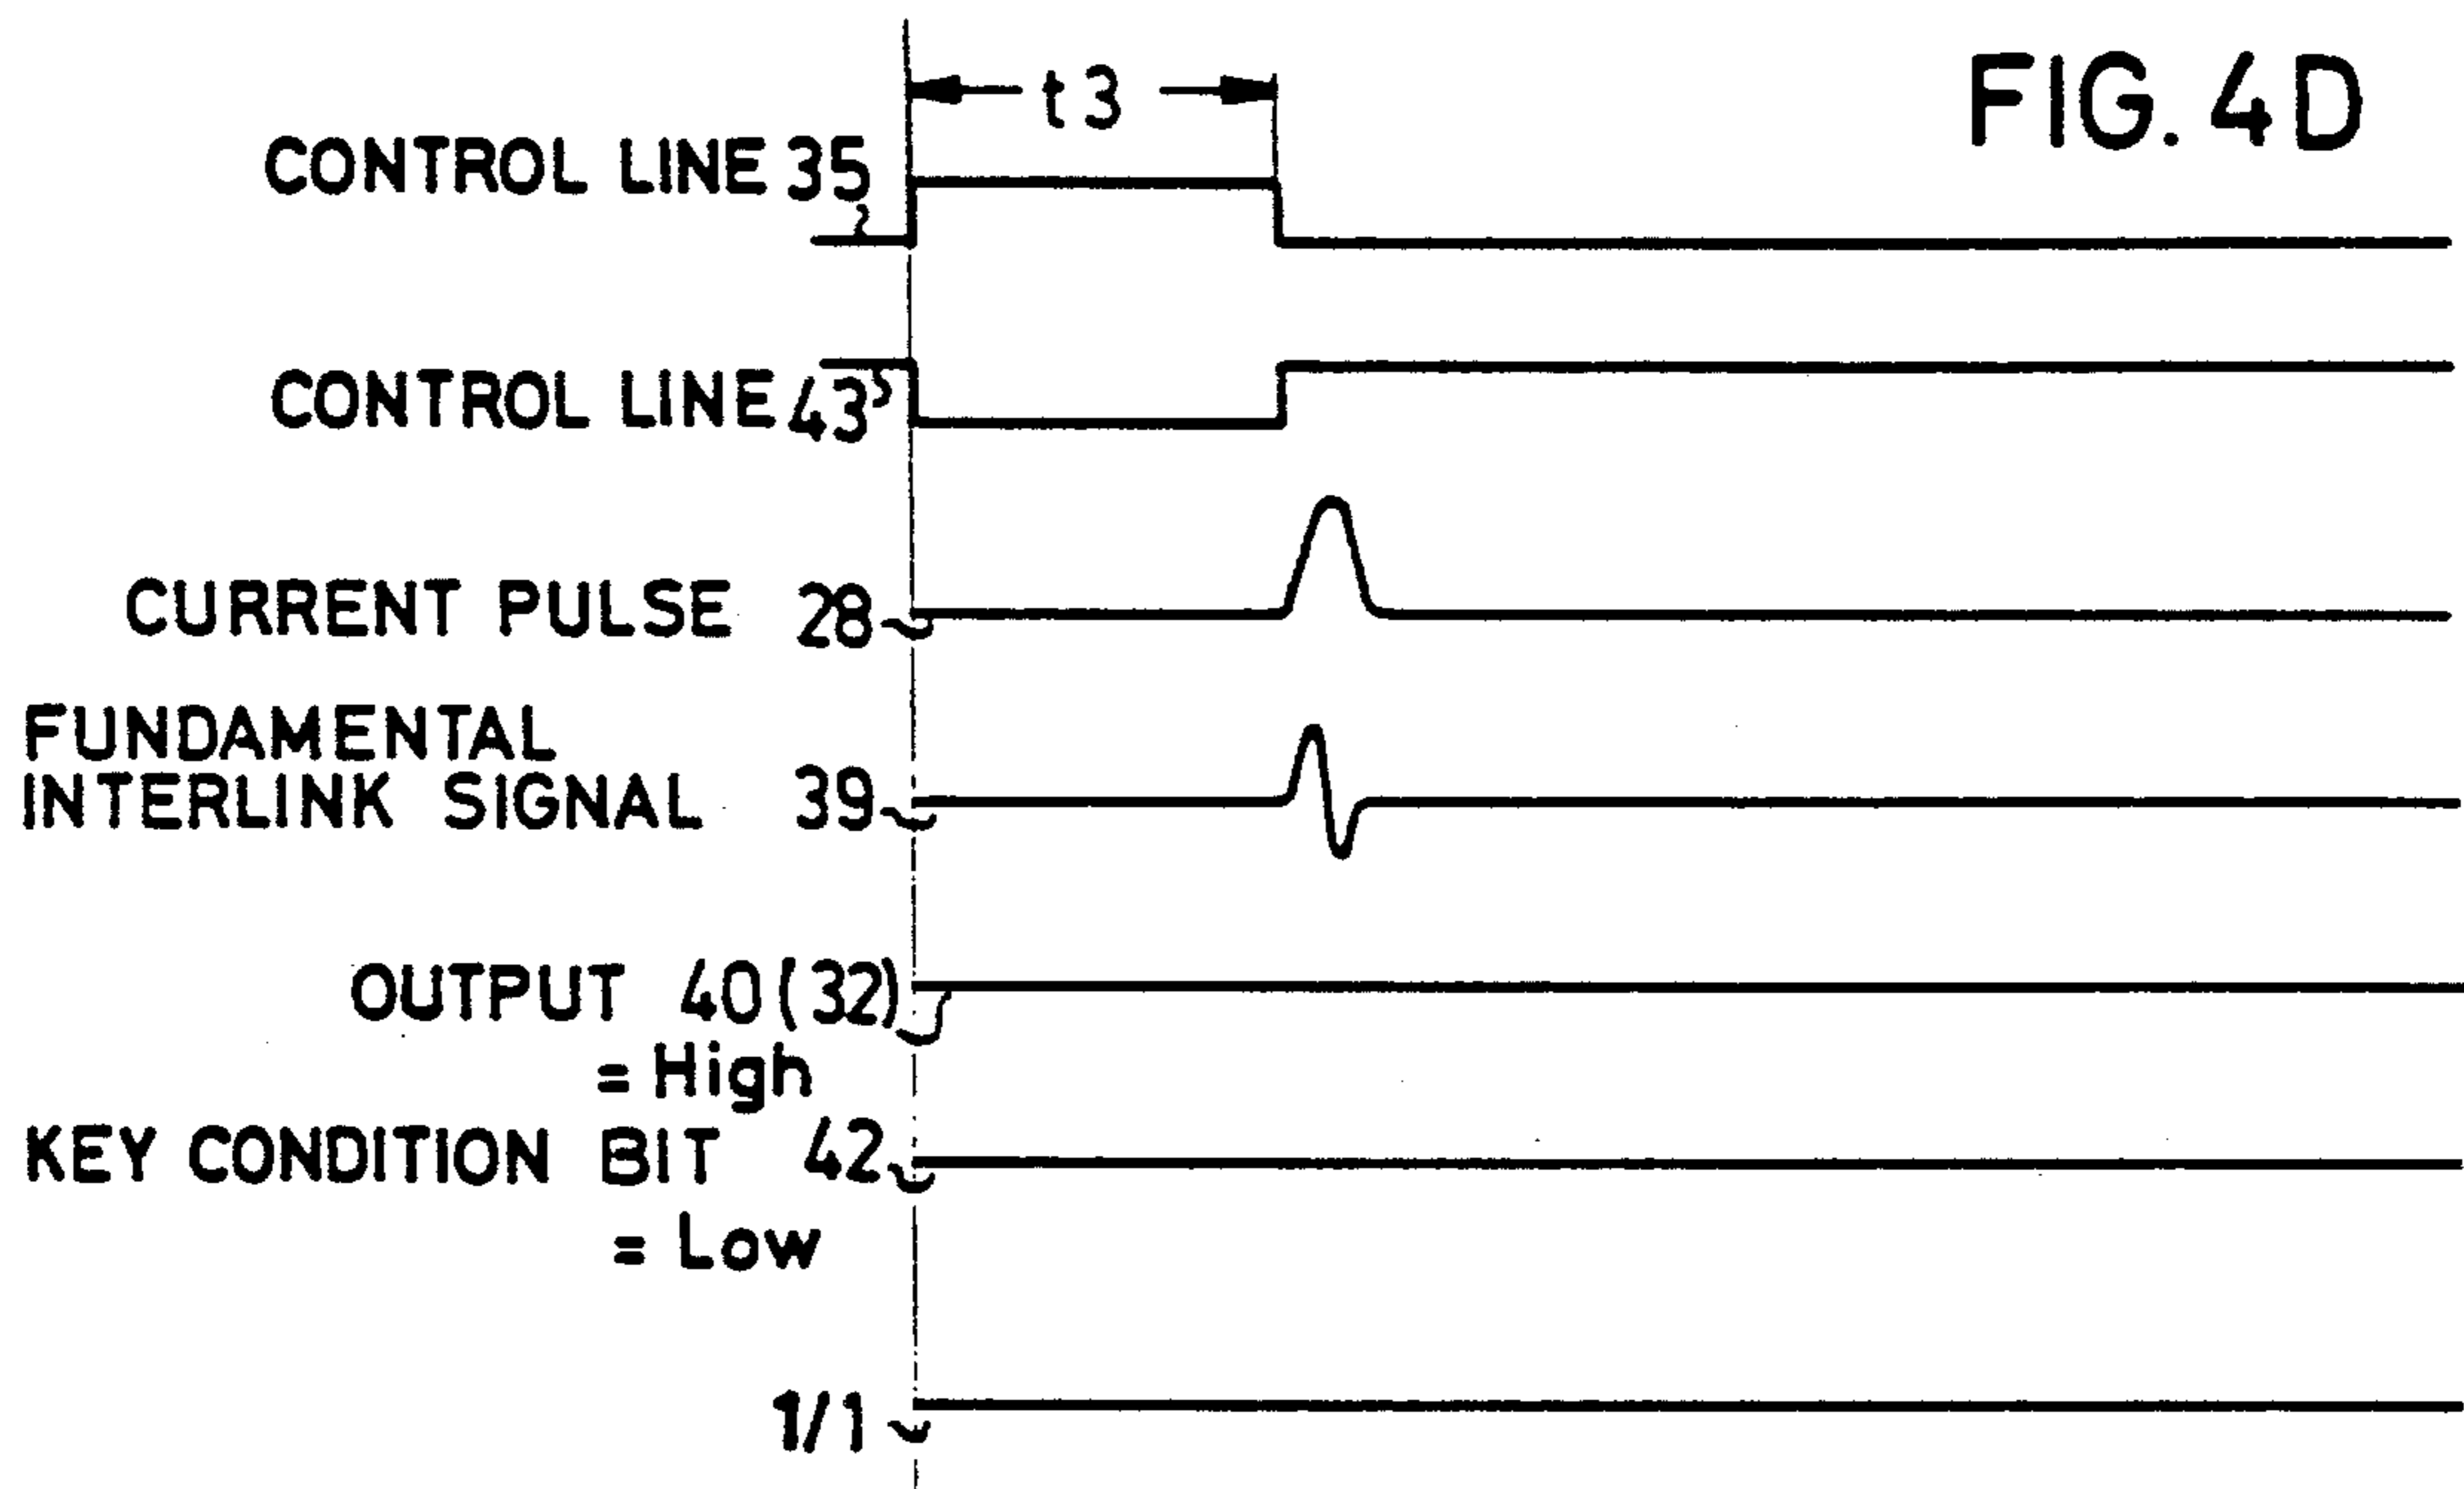 FIG. 4D
t3
CONTROL LINE 35
CONTROL LINE 43
CURRENT PULSE 28
FUNDAMENTAL
INTERLINK SIGNAL 39
OUTPUT 40(32)
= High
KEY CONDITION BIT 42
= Low
1/1